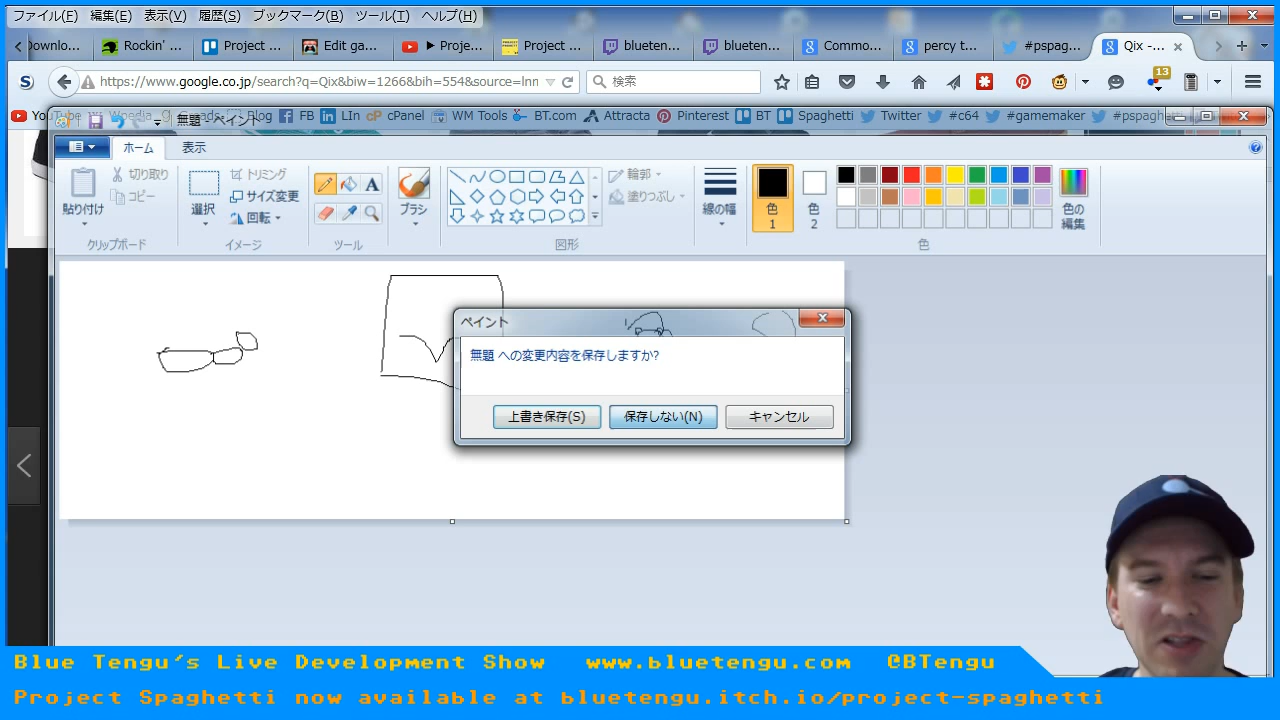 ファイル(F) 編集(E) 表示(V) 履歴(S) ブックマーク(B) ツール(T) ヘルプ(H)
Downlo... Rockin' ... Project ... Edit ga... ▶ Proje... Project ... blueten... blueten... Commo... percy t... #pspag... Qix -...
S https://www.google.co.jp/search?q=Qix&biw=1266&bih=554&source=lnn 検索 13
YouTube Blog FB LIn cPanel WM Tools BT.com Attracta Pinterest BT Spaghetti Twitter #c64 #gamemaker #pspaghe
無題 - ペイント
ホーム 表示
貼り付け 切り取り コピー 選択 トリミング サイズ変更 回転 A ブラシ 輪郭 塗りつぶし 線の幅 色 1 色 2 色の編集
クリップボード イメージ ツール 図形 色
ペイント
無題 への変更内容を保存しますか?
上書き保存(S) 保存しない(N) キャンセル
Blue Tengu's Live Development Show www.bluetengu.com @BTengu
Project Spaghetti now available at bluetengu.itch.io/project-spaghetti